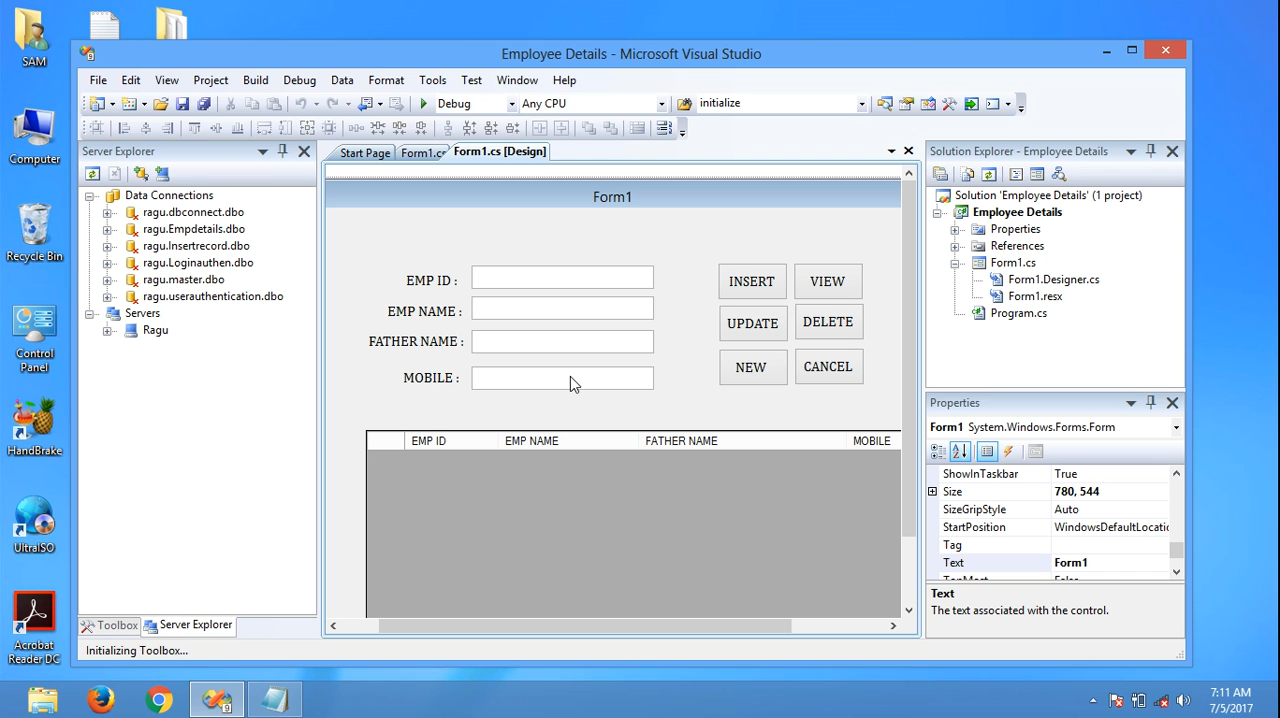 SAM
Computer
Recycle Bin
Control
Panel
HandBrake
UltraISO
Acrobat
Reader DC
Employee Details - Microsoft Visual Studio
File Edit View Project Build Debug Data Format Tools Test Window Help
Debug Any CPU initialize
Server Explorer
Data Connections
ragu.dbconnect.dbo
ragu.Empdetails.dbo
ragu.Insertrecord.dbo
ragu.Loginauthen.dbo
ragu.master.dbo
ragu.userauthentication.dbo
Servers
Ragu
Toolbox Server Explorer
Initializing Toolbox...
Start Page Form1.cs Form1.cs [Design]
Form1
EMP ID :
EMP NAME :
FATHER NAME :
MOBILE :
INSERT VIEW
UPDATE DELETE
NEW CANCEL
EMP ID EMP NAME FATHER NAME MOBILE
Solution Explorer - Employee Details
Solution 'Employee Details' (1 project)
Employee Details
Properties
References
Form1.cs
Form1.Designer.cs
Form1.resx
Program.cs
Properties
Form1 System.Windows.Forms.Form
ShowInTaskbar True
Size 780, 544
SizeGripStyle Auto
StartPosition WindowsDefaultLocatio
Tag
Text Form1
TopMost False
Text
The text associated with the control.
7:11 AM
7/5/2017